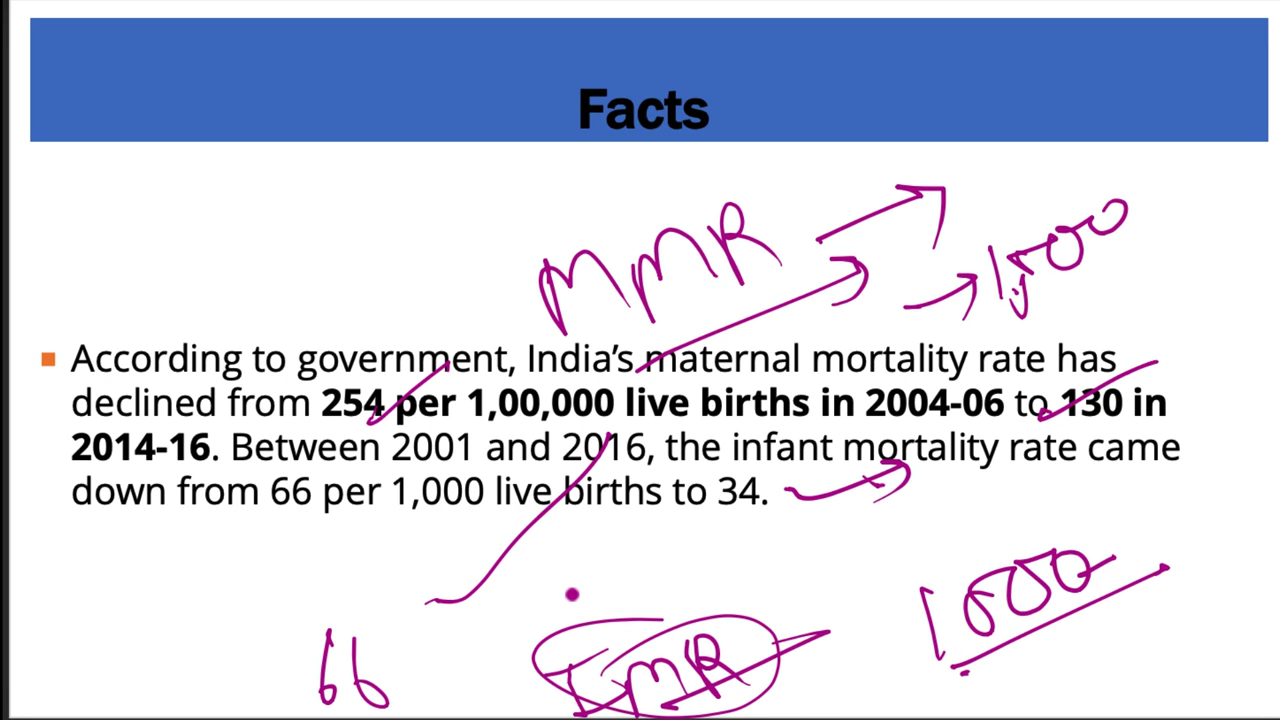 Facts
MMR
1,000
■ According to government, India's maternal mortality rate has
declined from 254 per 1,00,000 live births in 2004-06 to 130 in
2014-16. Between 2001 and 2016, the infant mortality rate came
down from 66 per 1,000 live births to 34.
1000
66
IMR